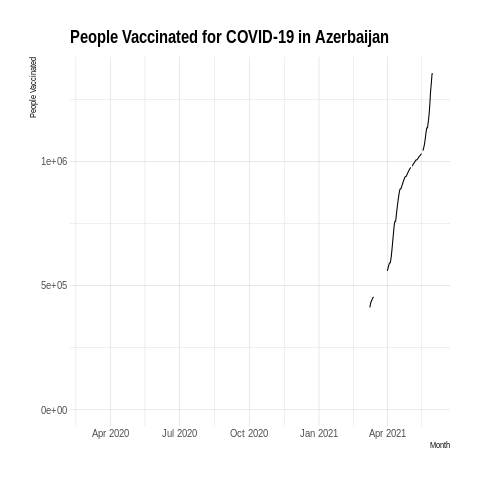 People Vaccinated for COVID-19 in Azerbaijan
People Vaccinated
1e+06
5e+05
0e+00
Apr 2020 Jul 2020 Oct 2020 Jan 2021 Apr 2021
Month